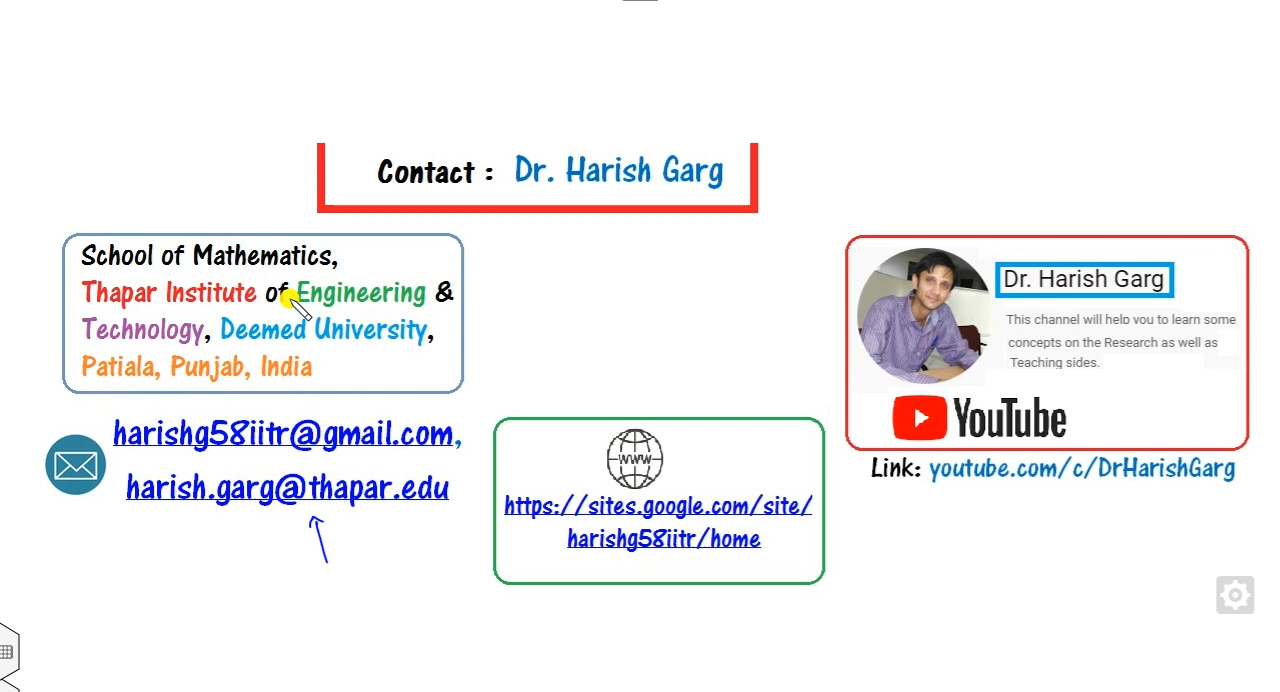 Contact : Dr. Harish Garg
School of Mathematics,
Thapar Institute of Engineering &
Technology, Deemed University,
Patiala, Punjab, India
harishg58iitr@gmail.com,
harish.garg@thapar.edu
www
https://sites.google.com/site/
harishg58iitr/home
Dr. Harish Garg
This channel will help you to learn some
concepts on the Research as well as
Teaching sides.
YouTube
Link: youtube.com/c/DrHarishGarg